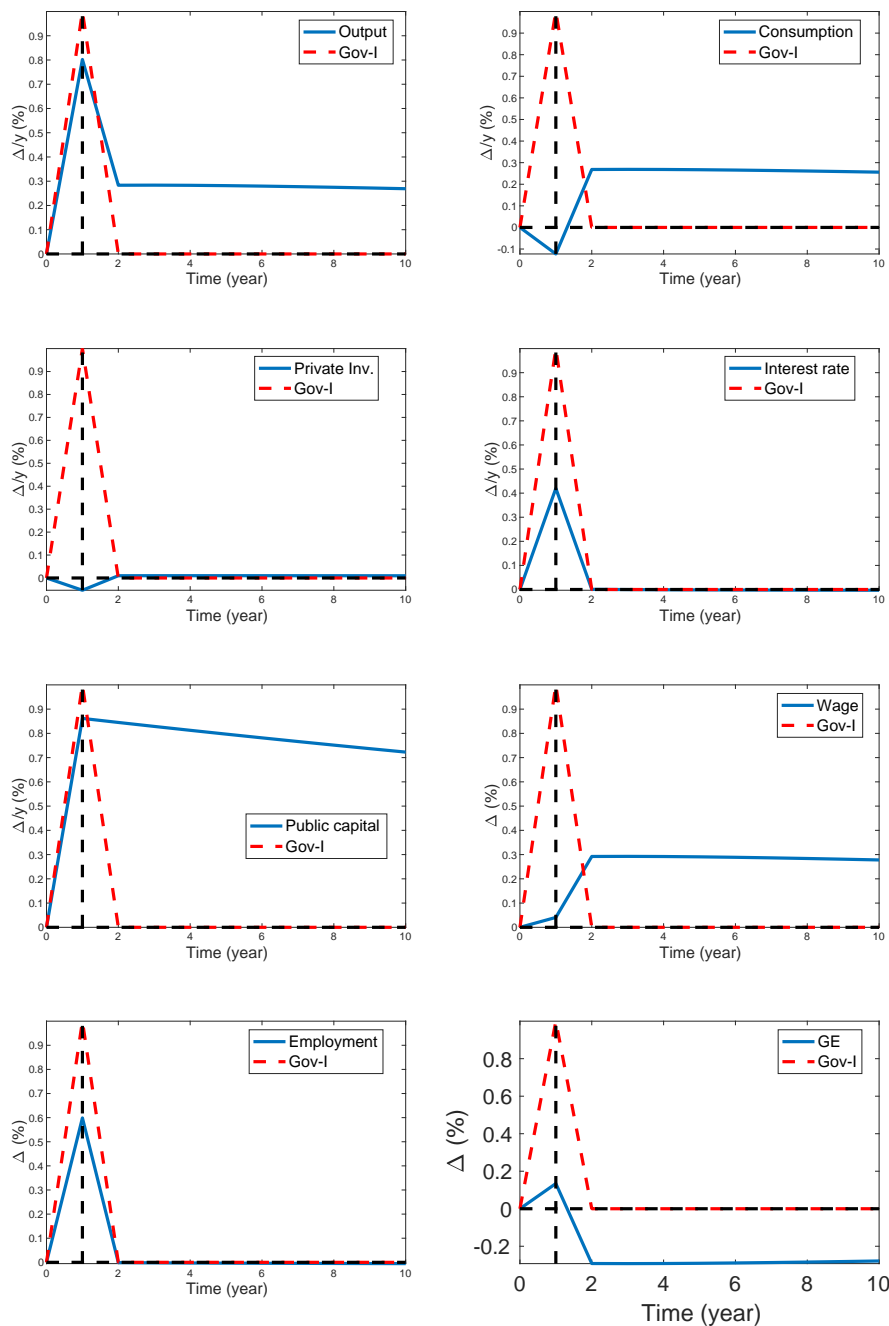 Δ/y (%)
0.9
0.8
0.7
0.6
0.5
0.4
0.3
0.2
0.1
0
0 2 4 6 8 10
Time (year)
Output
Gov-I
Δ/y (%)
0.9
0.8
0.7
0.6
0.5
0.4
0.3
0.2
0.1
0
-0.1
0 2 4 6 8 10
Time (year)
Consumption
Gov-I
Δ/y (%)
0.9
0.8
0.7
0.6
0.5
0.4
0.3
0.2
0.1
0
0 2 4 6 8 10
Time (year)
Private Inv.
Gov-I
Δ/y (%)
0.9
0.8
0.7
0.6
0.5
0.4
0.3
0.2
0.1
0
0 2 4 6 8 10
Time (year)
Interest rate
Gov-I
Δ/y (%)
0.9
0.8
0.7
0.6
0.5
0.4
0.3
0.2
0.1
0
0 2 4 6 8 10
Time (year)
Public capital
Gov-I
Δ (%)
0.9
0.8
0.7
0.6
0.5
0.4
0.3
0.2
0.1
0
0 2 4 6 8 10
Time (year)
Wage
Gov-I
Δ (%)
0.9
0.8
0.7
0.6
0.5
0.4
0.3
0.2
0.1
0
0 2 4 6 8 10
Time (year)
Employment
Gov-I
Δ (%)
0.8
0.6
0.4
0.2
0
-0.2
0 2 4 6 8 10
Time (year)
GE
Gov-I